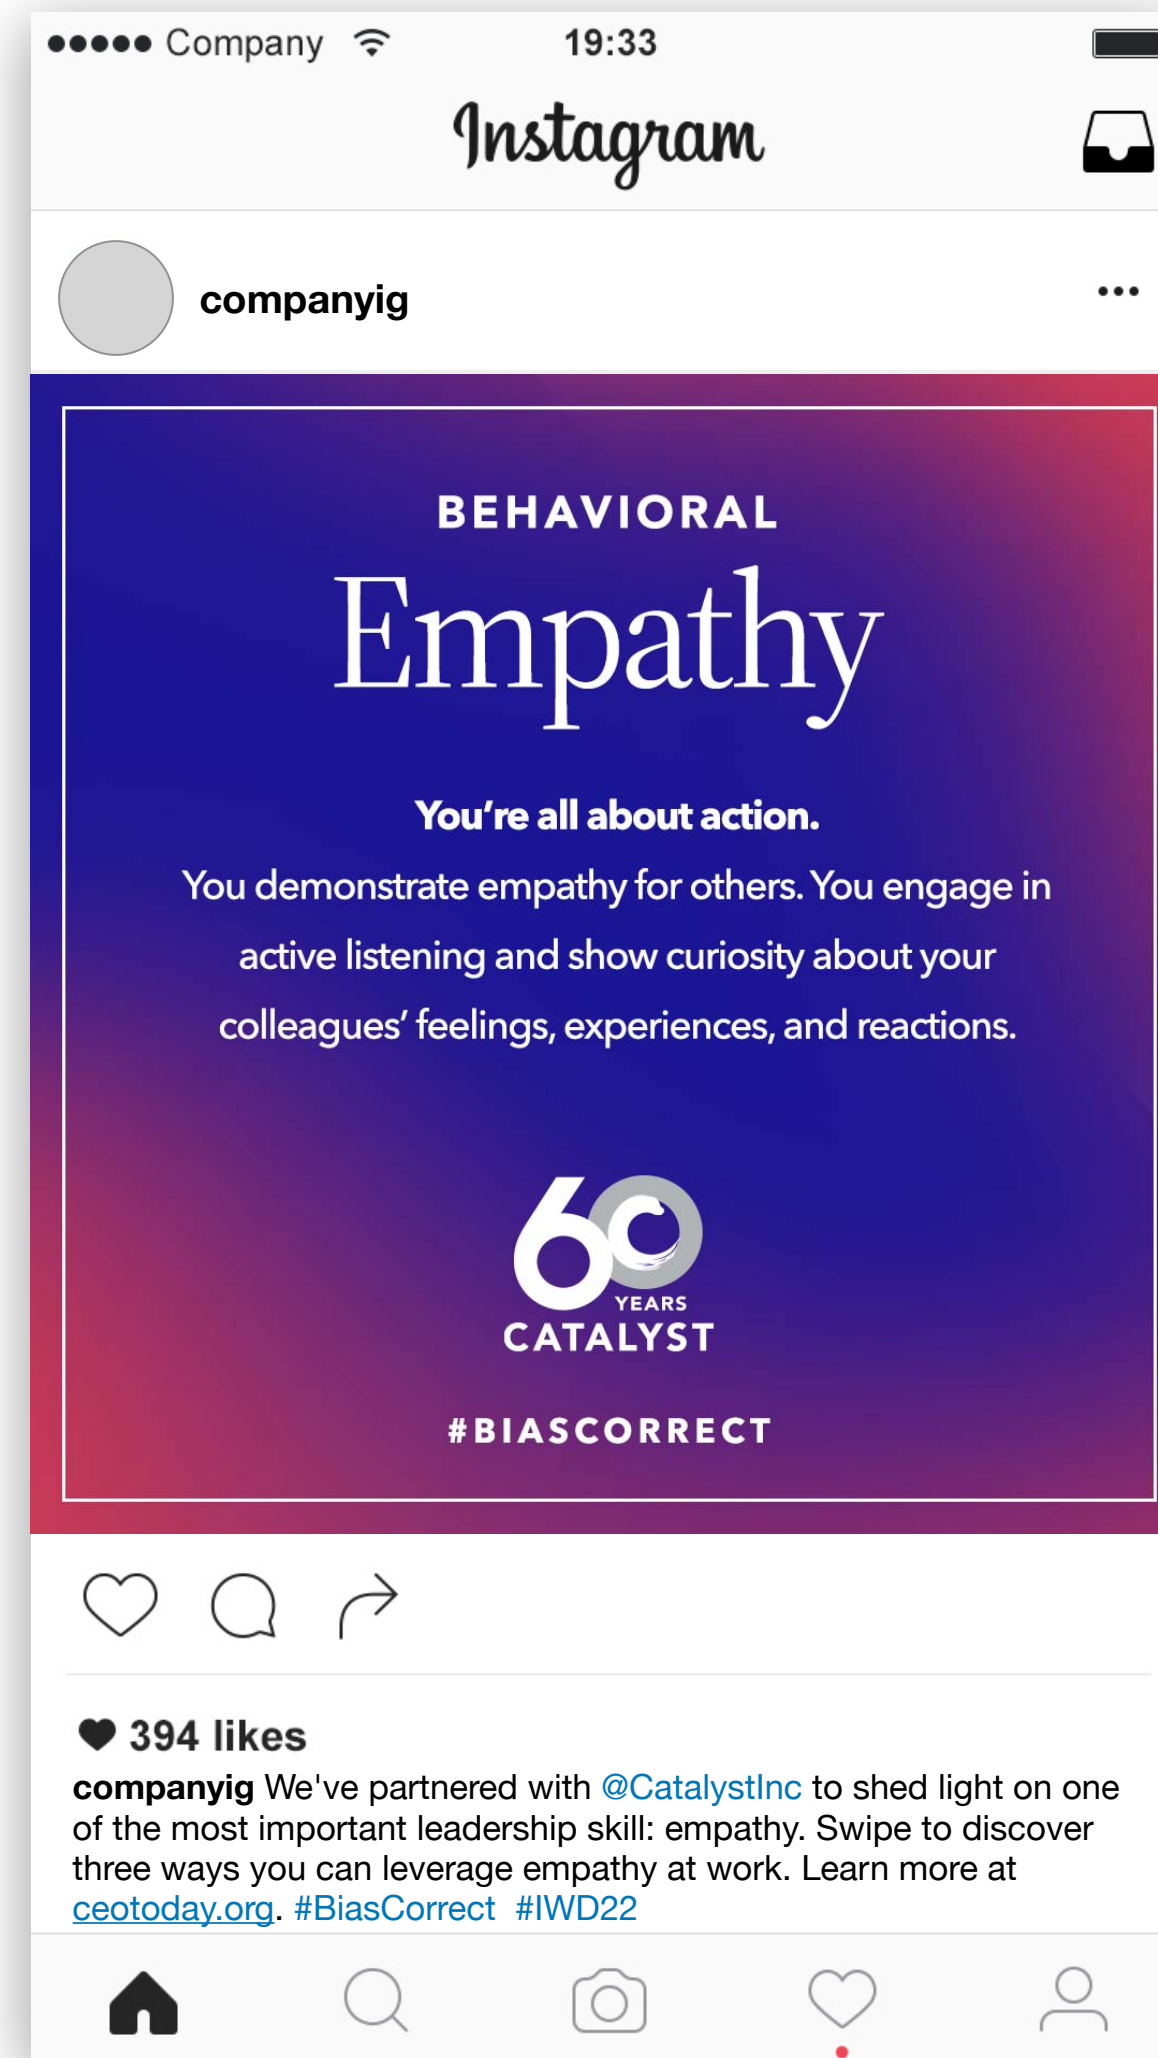 Company 19:33
Instagram
companyig
BEHAVIORAL
Empathy
You're all about action.
You demonstrate empathy for others. You engage in
active listening and show curiosity about your
colleagues' feelings, experiences, and reactions.
60
YEARS
CATALYST
#BIASCORRECT
394 likes
companyig We've partnered with @CatalystInc to shed light on one
of the most important leadership skill: empathy. Swipe to discover
three ways you can leverage empathy at work. Learn more at
ceotoday.org. #BiasCorrect #IWD22